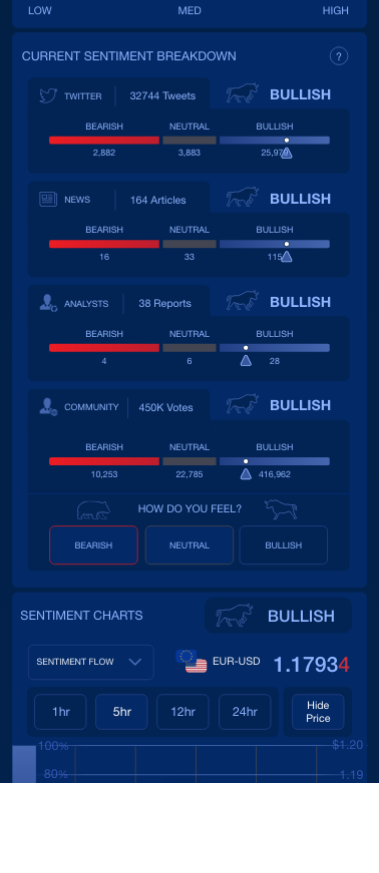 LOW MED HIGH
CURRENT SENTIMENT BREAKDOWN ?
TWITTER 32744 Tweets BULLISH
BEARISH NEUTRAL BULLISH
2,882 3,883
NEWS 164 Articles BULLISH
BEARISH NEUTRAL BULLISH
16 33 115
ANALYSTS 38 Reports BULLISH
BEARISH NEUTRAL BULLISH
4 6 28
COMMUNITY 450K Votes BULLISH
BEARISH NEUTRAL BULLISH
10,253 22,785 416,962
HOW DO YOU FEEL?
BEARISH NEUTRAL BULLISH
SENTIMENT CHARTS BULLISH
SENTIMENT FLOW EUR-USD 1.17934
1hr 5hr 12hr 24hr Hide
Price
100% $1.20
80% 1.19